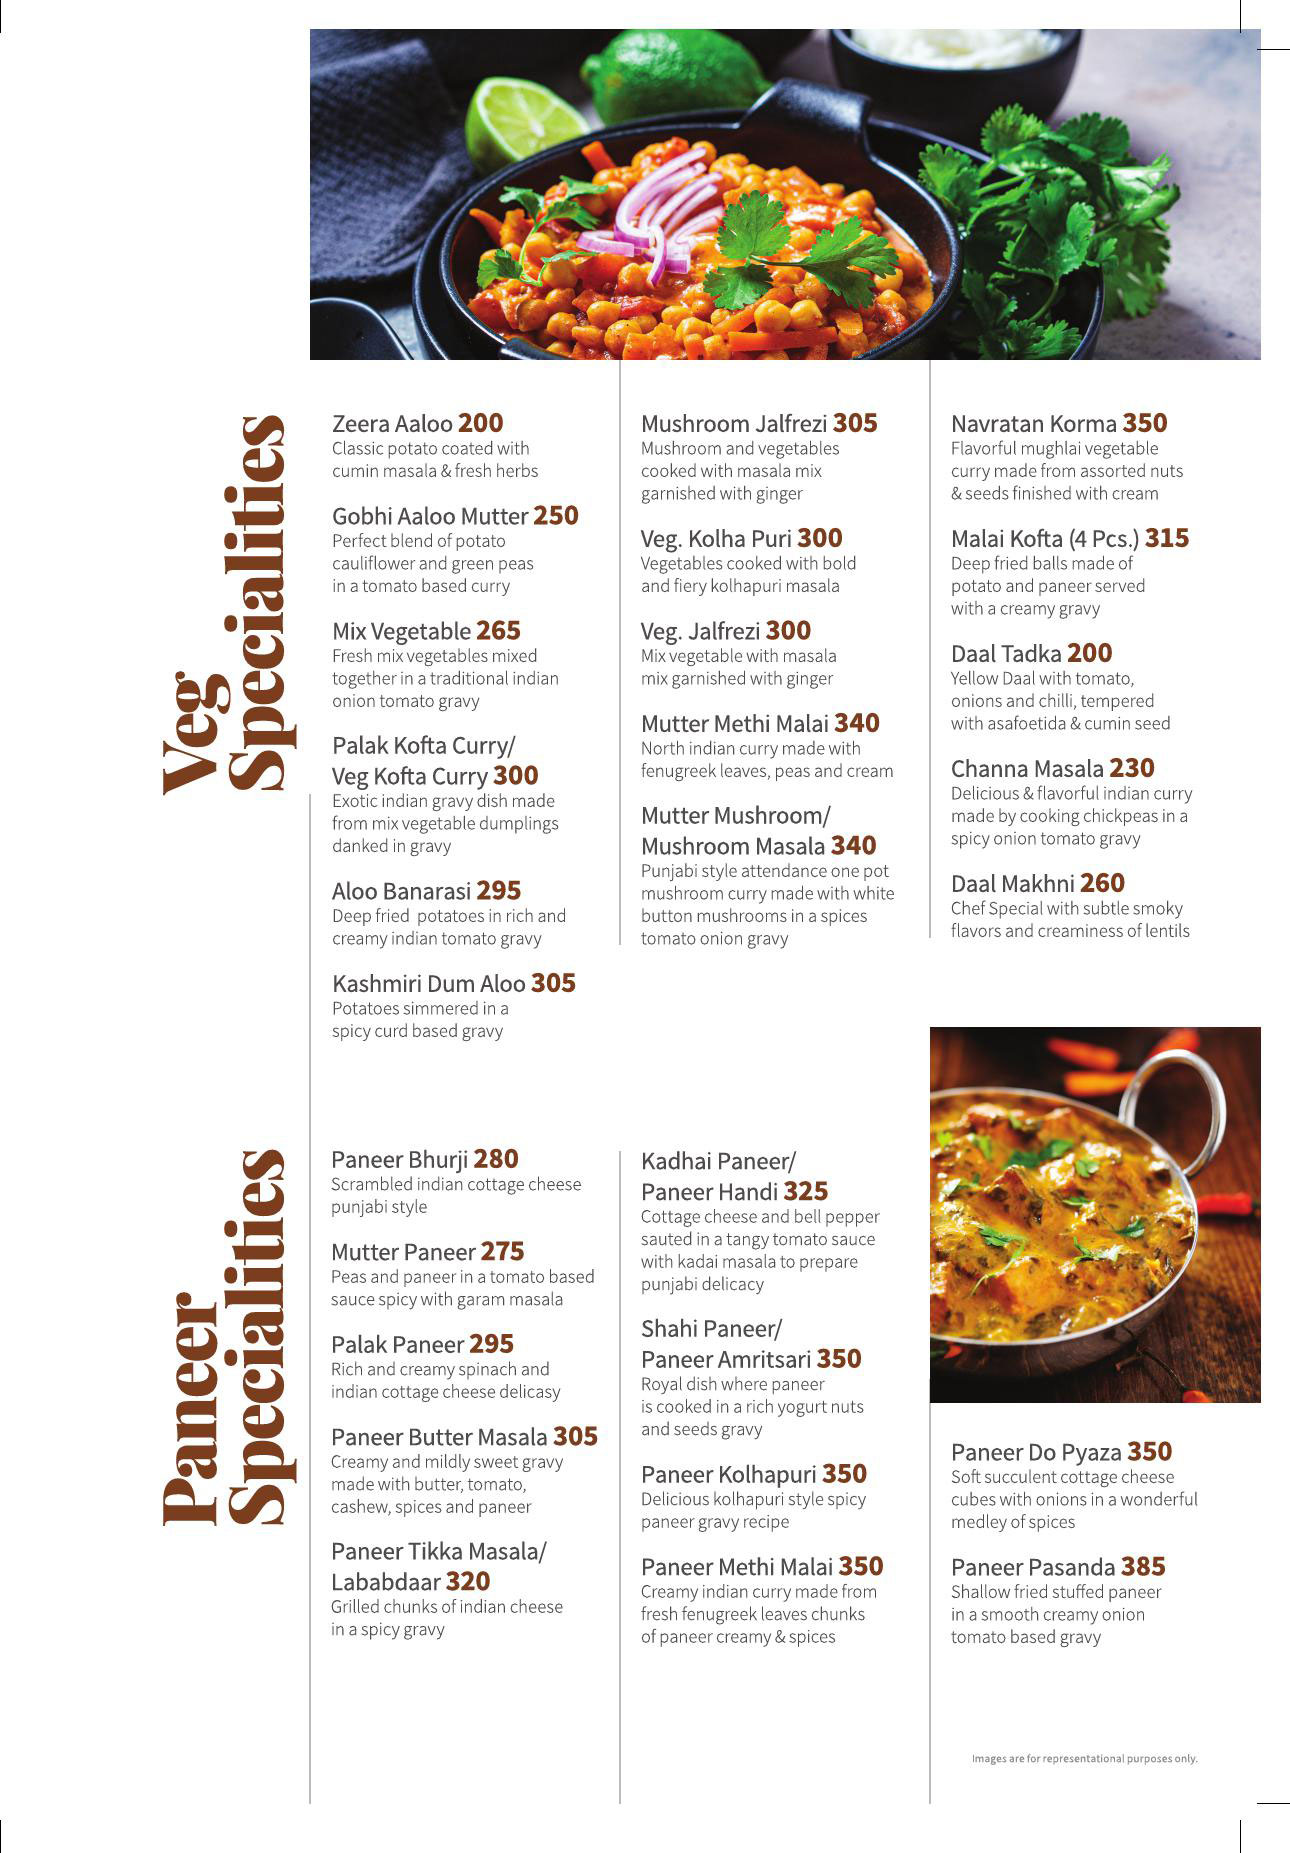 Veg
Specialities
Zeera Aaloo 200
Classic potato coated with
cumin masala & fresh herbs
Gobhi Aaloo Mutter 250
Perfect blend of potato
cauliflower and green peas
in a tomato based curry
Mix Vegetable 265
Fresh mix vegetables mixed
together in a traditional indian
onion tomato gravy
Palak Kofta Curry/
Veg Kofta Curry 300
Exotic indian gravy dish made
from mix vegetable dumplings
danked in gravy
Aloo Banarasi 295
Deep fried potatoes in rich and
creamy indian tomato gravy
Kashmiri Dum Aloo 305
Potatoes simmered in a
spicy curd based gravy
Mushroom Jalfrezi 305
Mushroom and vegetables
cooked with masala mix
garnished with ginger
Veg. Kolha Puri 300
Vegetables cooked with bold
and fiery kolhapuri masala
Veg. Jalfrezi 300
Mix vegetable with masala
mix garnished with ginger
Mutter Methi Malai 340
North indian curry made with
fenugreek leaves, peas and cream
Mutter Mushroom/
Mushroom Masala 340
Punjabi style attendance one pot
mushroom curry made with white
button mushrooms in a spices
tomato onion gravy
Navratan Korma 350
Flavorful mughlai vegetable
curry made from assorted nuts
& seeds finished with cream
Malai Kofta (4 Pcs.) 315
Deep fried balls made of
potato and paneer served
with a creamy gravy
Daal Tadka 200
Yellow Daal with tomato,
onions and chilli, tempered
with asafoetida & cumin seed
Channa Masala 230
Delicious & flavorful indian curry
made by cooking chickpeas in a
spicy onion tomato gravy
Daal Makhni 260
Chef Special with subtle smoky
flavors and creaminess of lentils
Paneer
Specialities
Paneer Bhurji 280
Scrambled indian cottage cheese
punjabi style
Mutter Paneer 275
Peas and paneer in a tomato based
sauce spicy with garam masala
Palak Paneer 295
Rich and creamy spinach and
indian cottage cheese delicasy
Paneer Butter Masala 305
Creamy and mildly sweet gravy
made with butter, tomato,
cashew, spices and paneer
Paneer Tikka Masala/
Lababdaar 320
Grilled chunks of indian cheese
in a spicy gravy
Kadhai Paneer/
Paneer Handi 325
Cottage cheese and bell pepper
sauted in a tangy tomato sauce
with kadai masala to prepare
punjabi delicacy
Shahi Paneer/
Paneer Amritsari 350
Royal dish where paneer
is cooked in a rich yogurt nuts
and seeds gravy
Paneer Kolhapuri 350
Delicious kolhapuri style spicy
paneer gravy recipe
Paneer Methi Malai 350
Creamy indian curry made from
fresh fenugreek leaves chunks
of paneer creamy & spices
Paneer Do Pyaza 350
Soft succulent cottage cheese
cubes with onions in a wonderful
medley of spices
Paneer Pasanda 385
Shallow fried stuffed paneer
in a smooth creamy onion
tomato based gravy
Images are for representational purposes only.